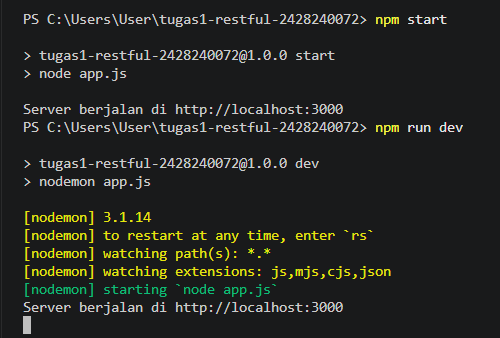 PS C:\Users\User\tugas1-restful-2428240072> npm start
> tugas1-restful-2428240072@1.0.0 start
> node app.js
Server berjalan di http://localhost:3000
PS C:\Users\User\tugas1-restful-2428240072> npm run dev
> tugas1-restful-2428240072@1.0.0 dev
> nodemon app.js
[nodemon] 3.1.14
[nodemon] to restart at any time, enter `rs`
[nodemon] watching path(s): *.*
[nodemon] watching extensions: js,mjs,cjs,json
[nodemon] starting `node app.js`
Server berjalan di http://localhost:3000